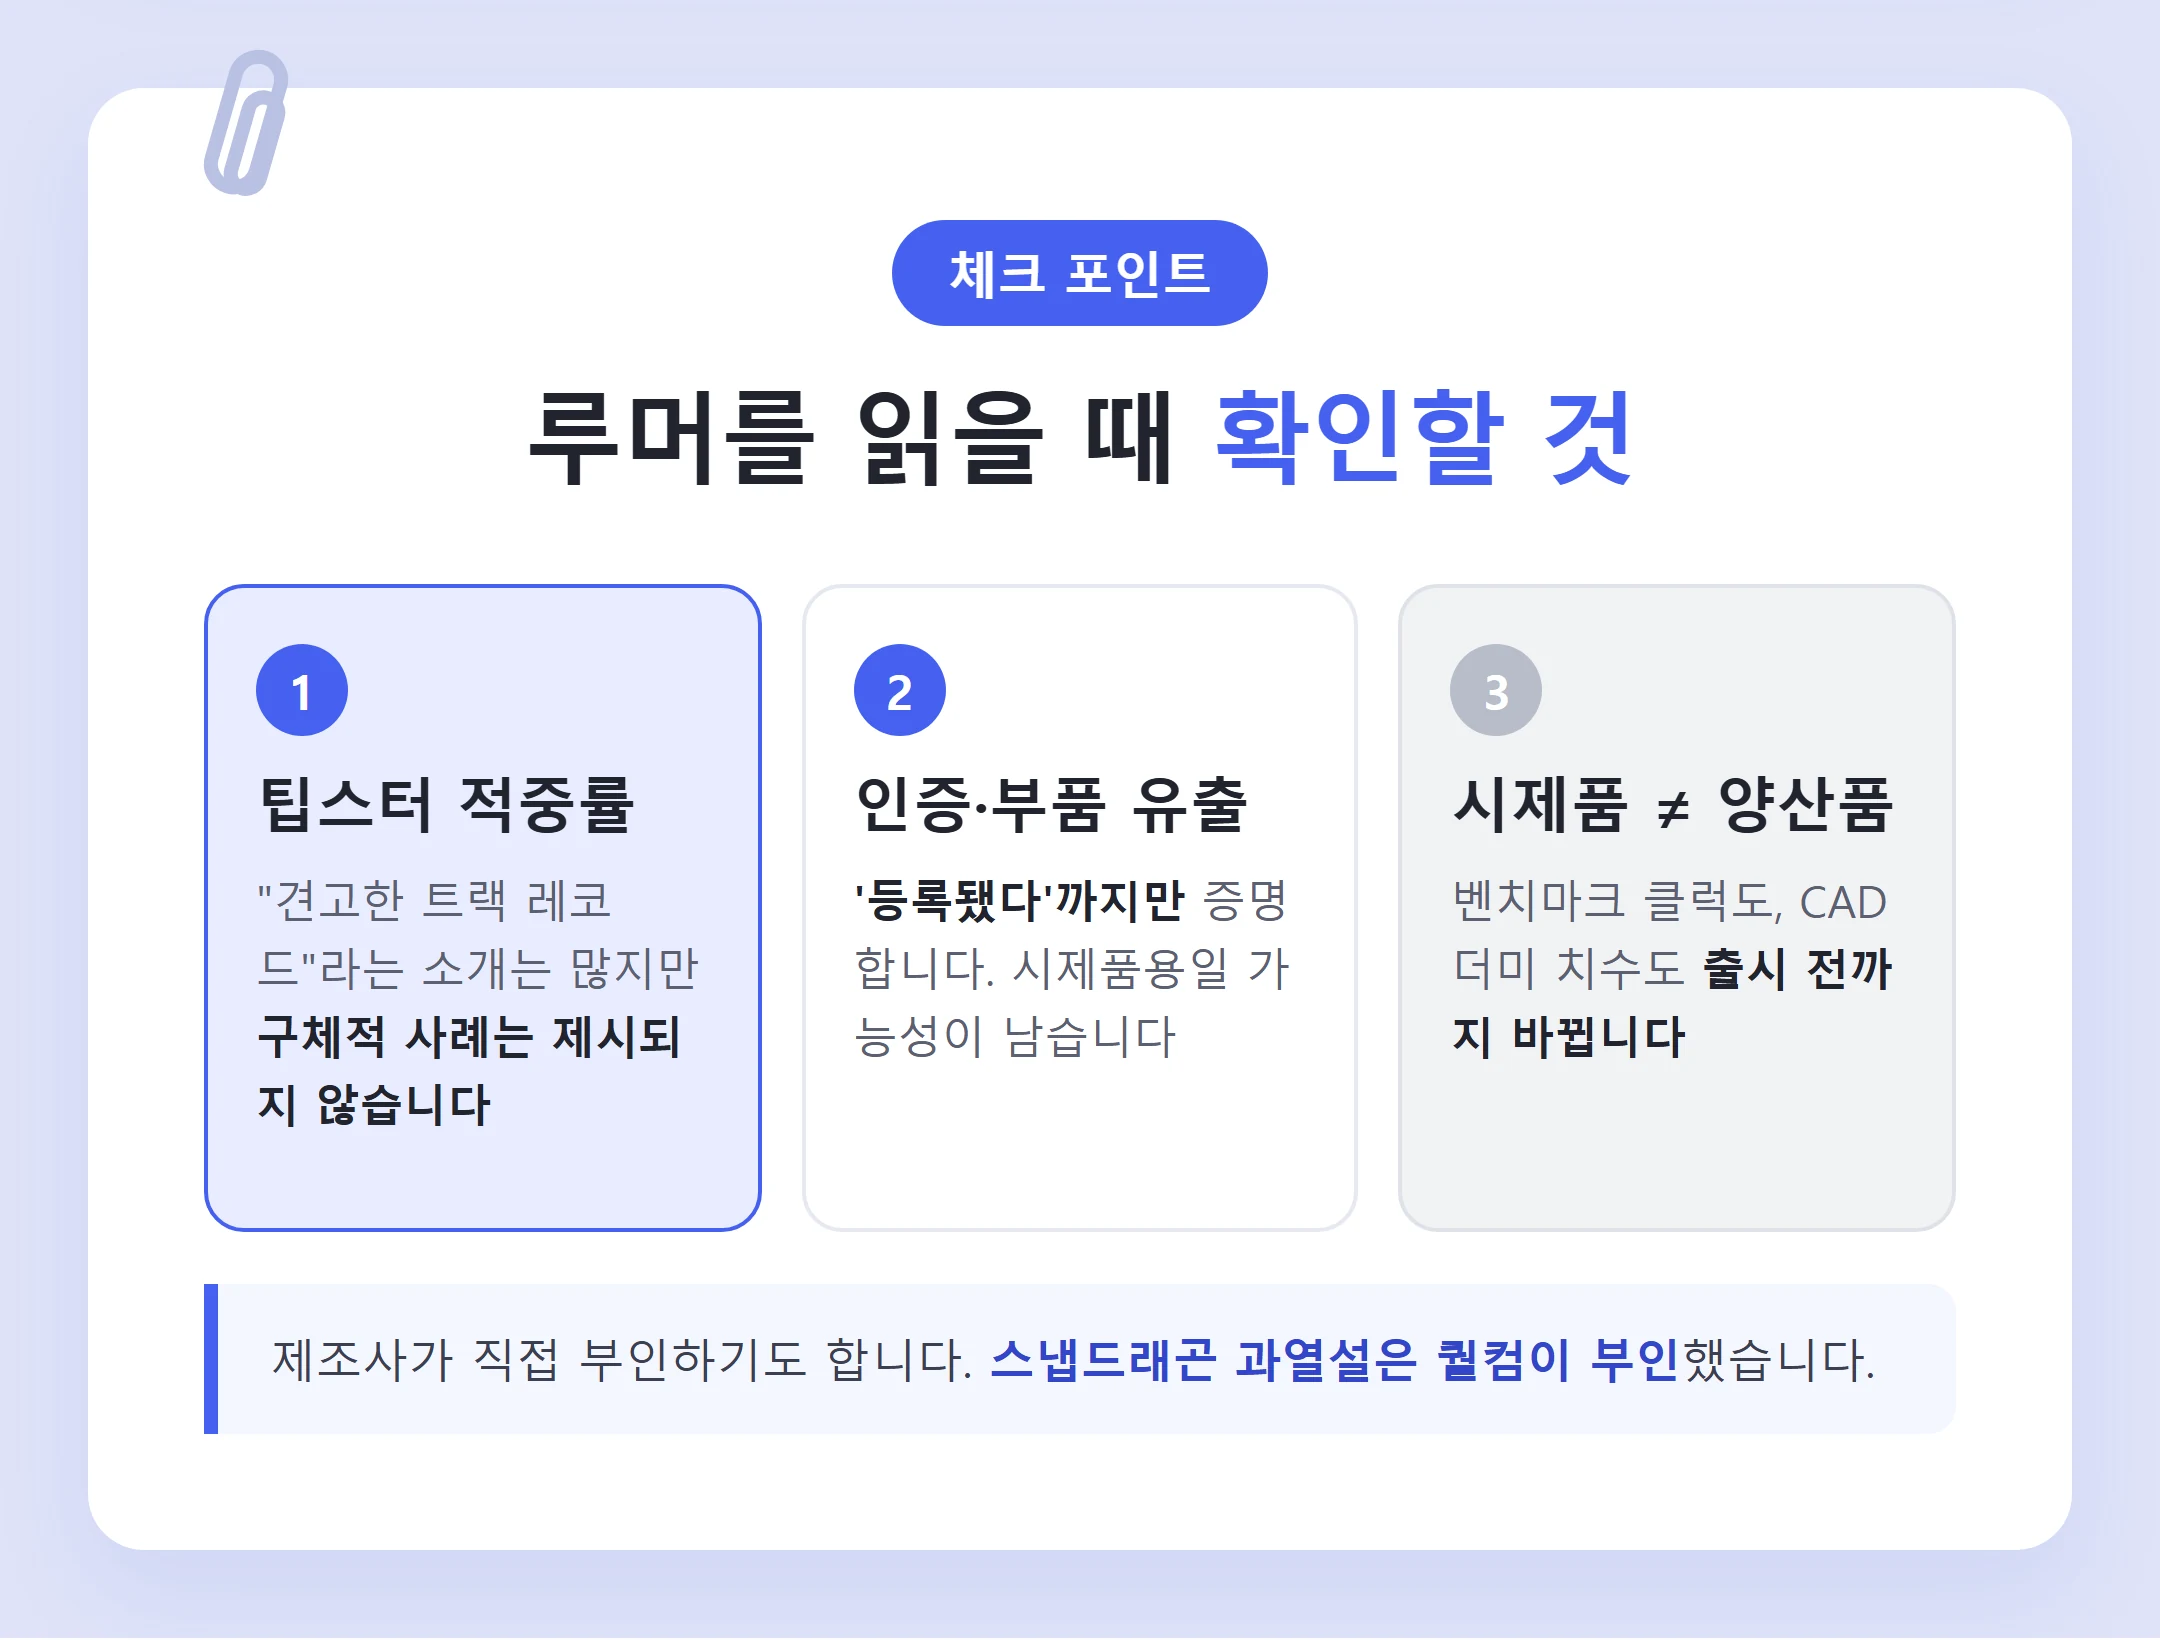 체크 포인트
루머를 읽을 때 확인할 것
1
팁스터 적중률
"견고한 트랙 레코
드"라는 소개는 많지만
구체적 사례는 제시되
지 않습니다
2
인증·부품 유출
'등록됐다'까지만 증명
합니다. 시제품용일 가
능성이 남습니다
3
시제품 ≠ 양산품
벤치마크 클럭도, CAD
더미 치수도 출시 전까
지 바뀝니다
제조사가 직접 부인하기도 합니다. 스냅드래곤 과열설은 퀄컴이 부인했습니다.